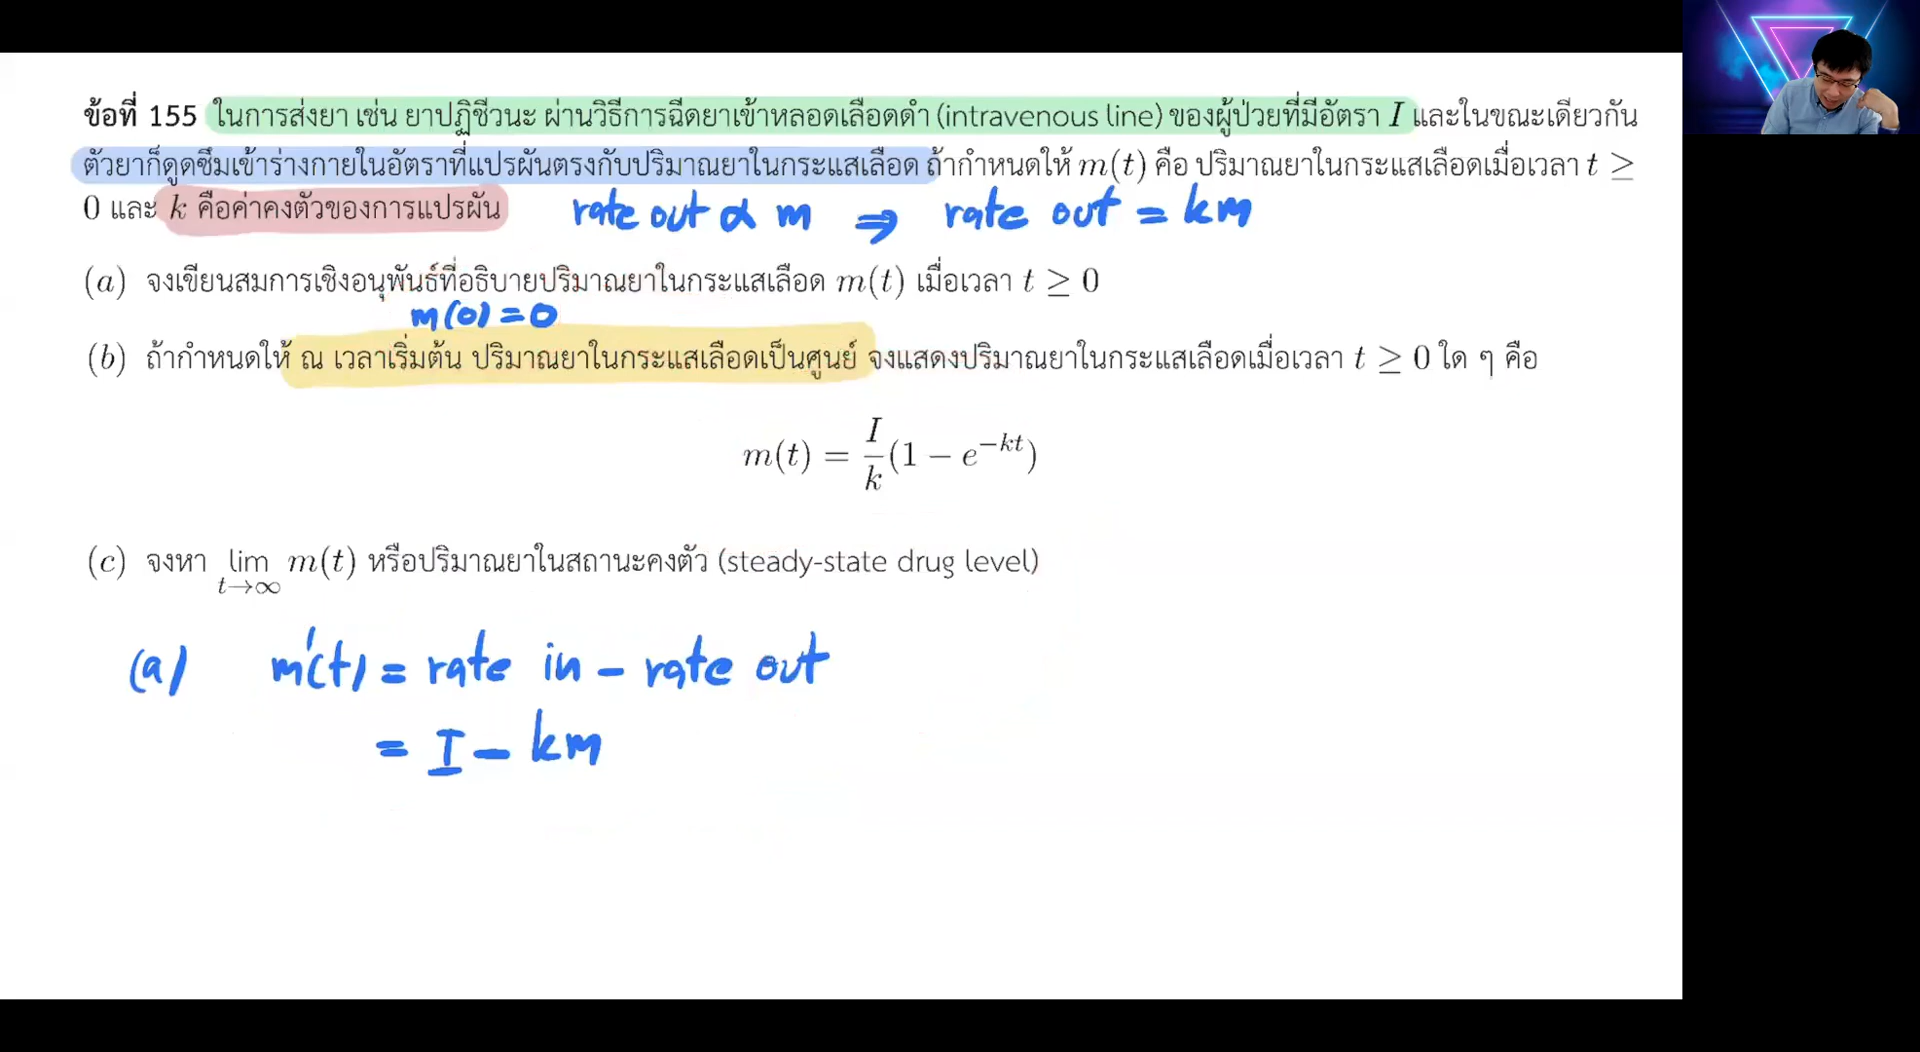 ข้อที่ 155 ในการส่งยา เช่น ยาปฏิชีวนะ ผ่านวิธีการฉีดยาเข้าหลอดเลือดดำ (intravenous line) ของผู้ป่วยที่มีอัตรา I และในขณะเดียวกัน
ตัวยาก็ดูดซึมเข้าร่างกายในอัตราที่แปรผันตรงกับปริมาณยาในกระแสเลือด ถ้ากำหนดให้ m(t) คือ ปริมาณยาในกระแสเลือดเมื่อเวลา t ≥
0 และ k คือค่าคงตัวของการแปรผัน rate out ∝ m ⇒ rate out = km
(a) จงเขียนสมการเชิงอนุพันธ์ที่อธิบายปริมาณยาในกระแสเลือด m(t) เมื่อเวลา t ≥ 0
m(0) = 0
(b) ถ้ากำหนดให้ ณ เวลาเริ่มต้น ปริมาณยาในกระแสเลือดเป็นศูนย์ จงแสดงปริมาณยาในกระแสเลือดเมื่อเวลา t ≥ 0 ใด ๆ คือ
m(t) = I/k (1 − e^{−kt})
(c) จงหา lim_{t→∞} m(t) หรือปริมาณยาในสถานะคงตัว (steady-state drug level)
(a) m'(t) = rate in − rate out
= I − km